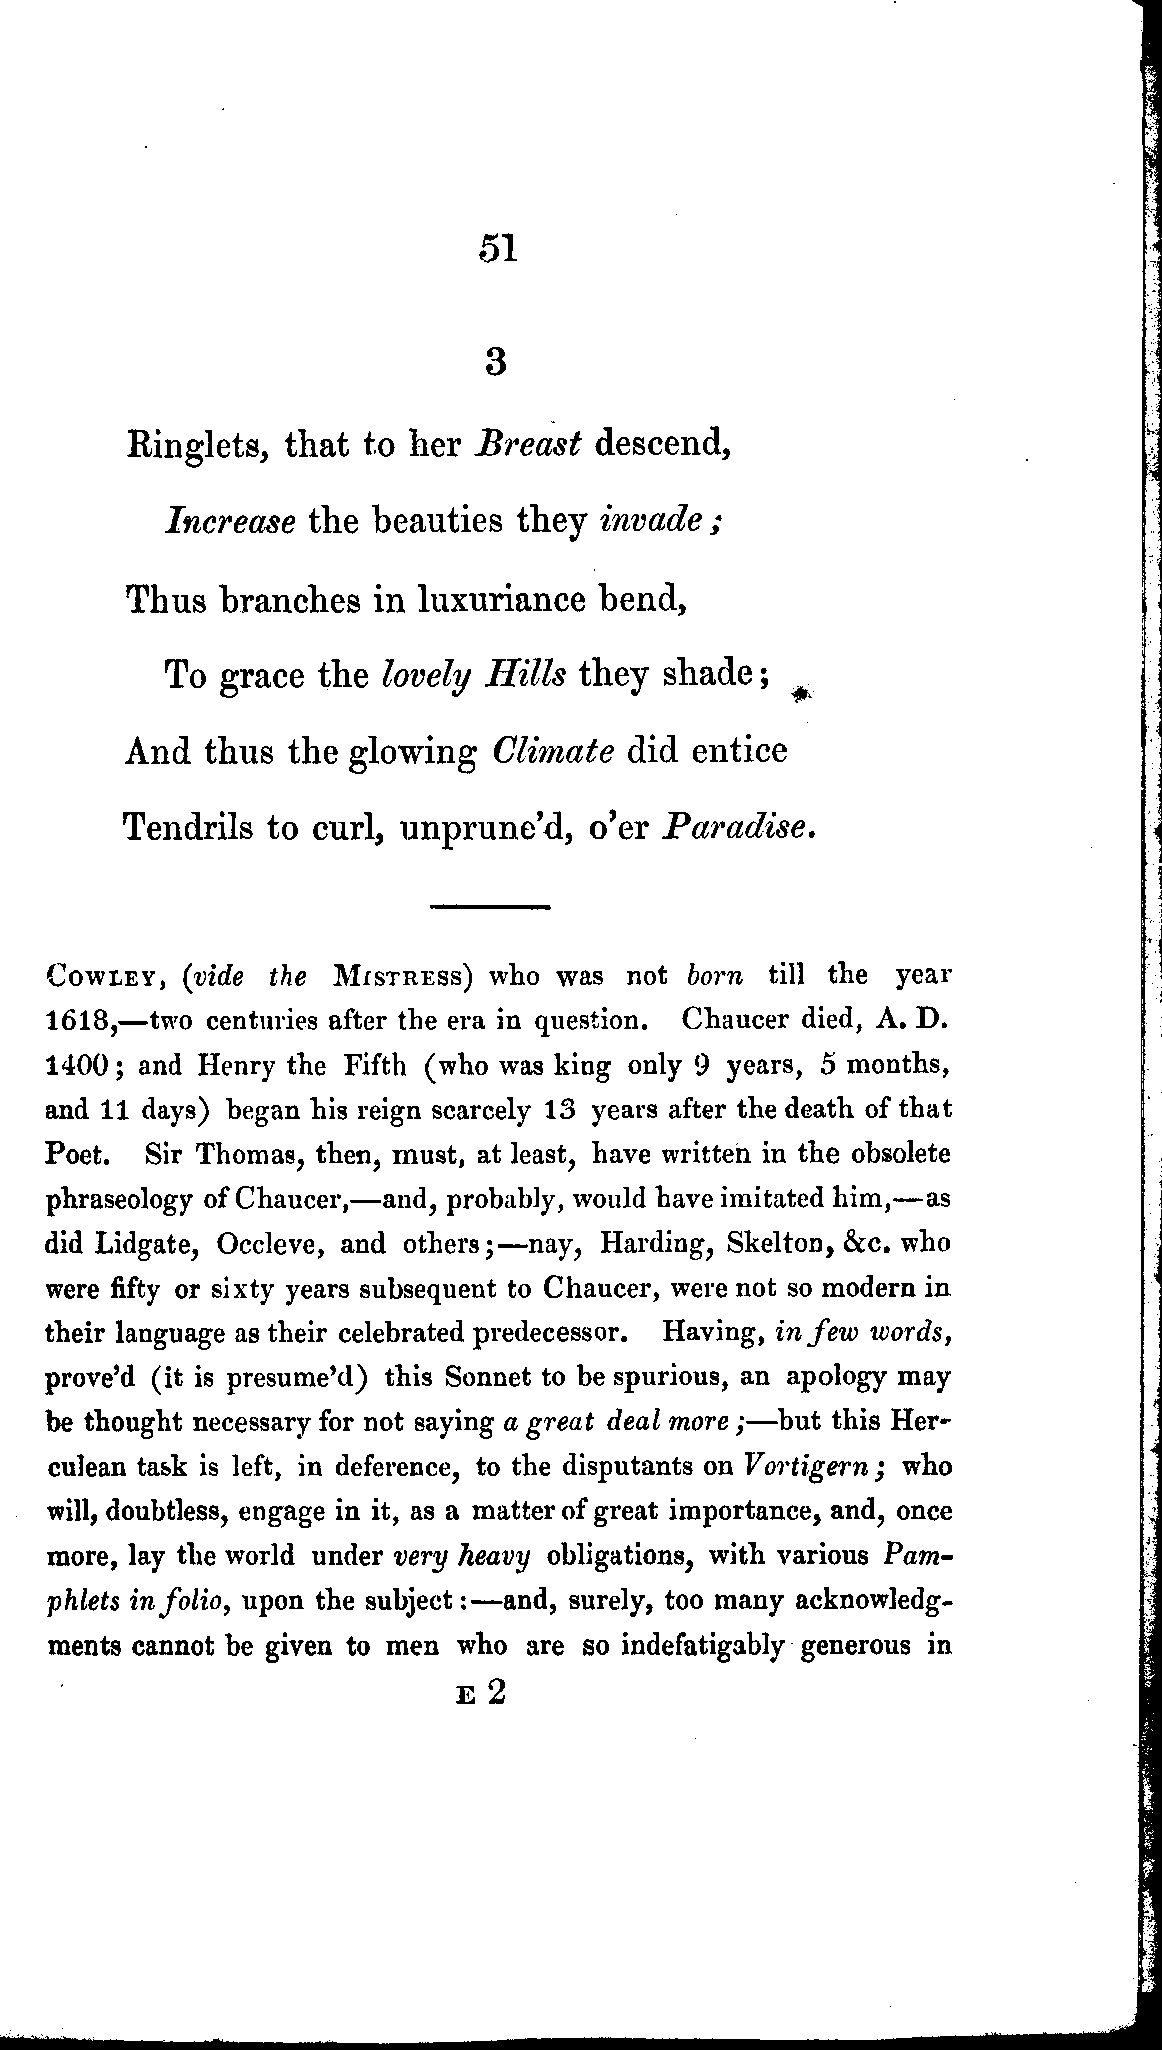 51
3
Ringlets, that to her Breast descend,
Increase the beauties they invade;
Thus branches in luxuriance bend,
To grace the lovely Hills they shade;
And thus the glowing Climate did entice
Tendrils to curl, unprune'd, o'er Paradise.
COWLEY, (vide the MISTRESS) who was not born till the year
1618,—two centuries after the era in question. Chaucer died, A. D.
1400; and Henry the Fifth (who was king only 9 years, 5 months,
and 11 days) began his reign scarcely 13 years after the death of that
Poet. Sir Thomas, then, must, at least, have written in the obsolete
phraseology of Chaucer,—and, probably, would have imitated him,—as
did Lidgate, Occleve, and others;—nay, Harding, Skelton, &c. who
were fifty or sixty years subsequent to Chaucer, were not so modern in
their language as their celebrated predecessor. Having, in few words,
prove'd (it is presume'd) this Sonnet to be spurious, an apology may
be thought necessary for not saying a great deal more;—but this Her-
culean task is left, in deference, to the disputants on Vortigern; who
will, doubtless, engage in it, as a matter of great importance, and, once
more, lay the world under very heavy obligations, with various Pam-
phlets in folio, upon the subject:—and, surely, too many acknowledg-
ments cannot be given to men who are so indefatigably generous in
E 2